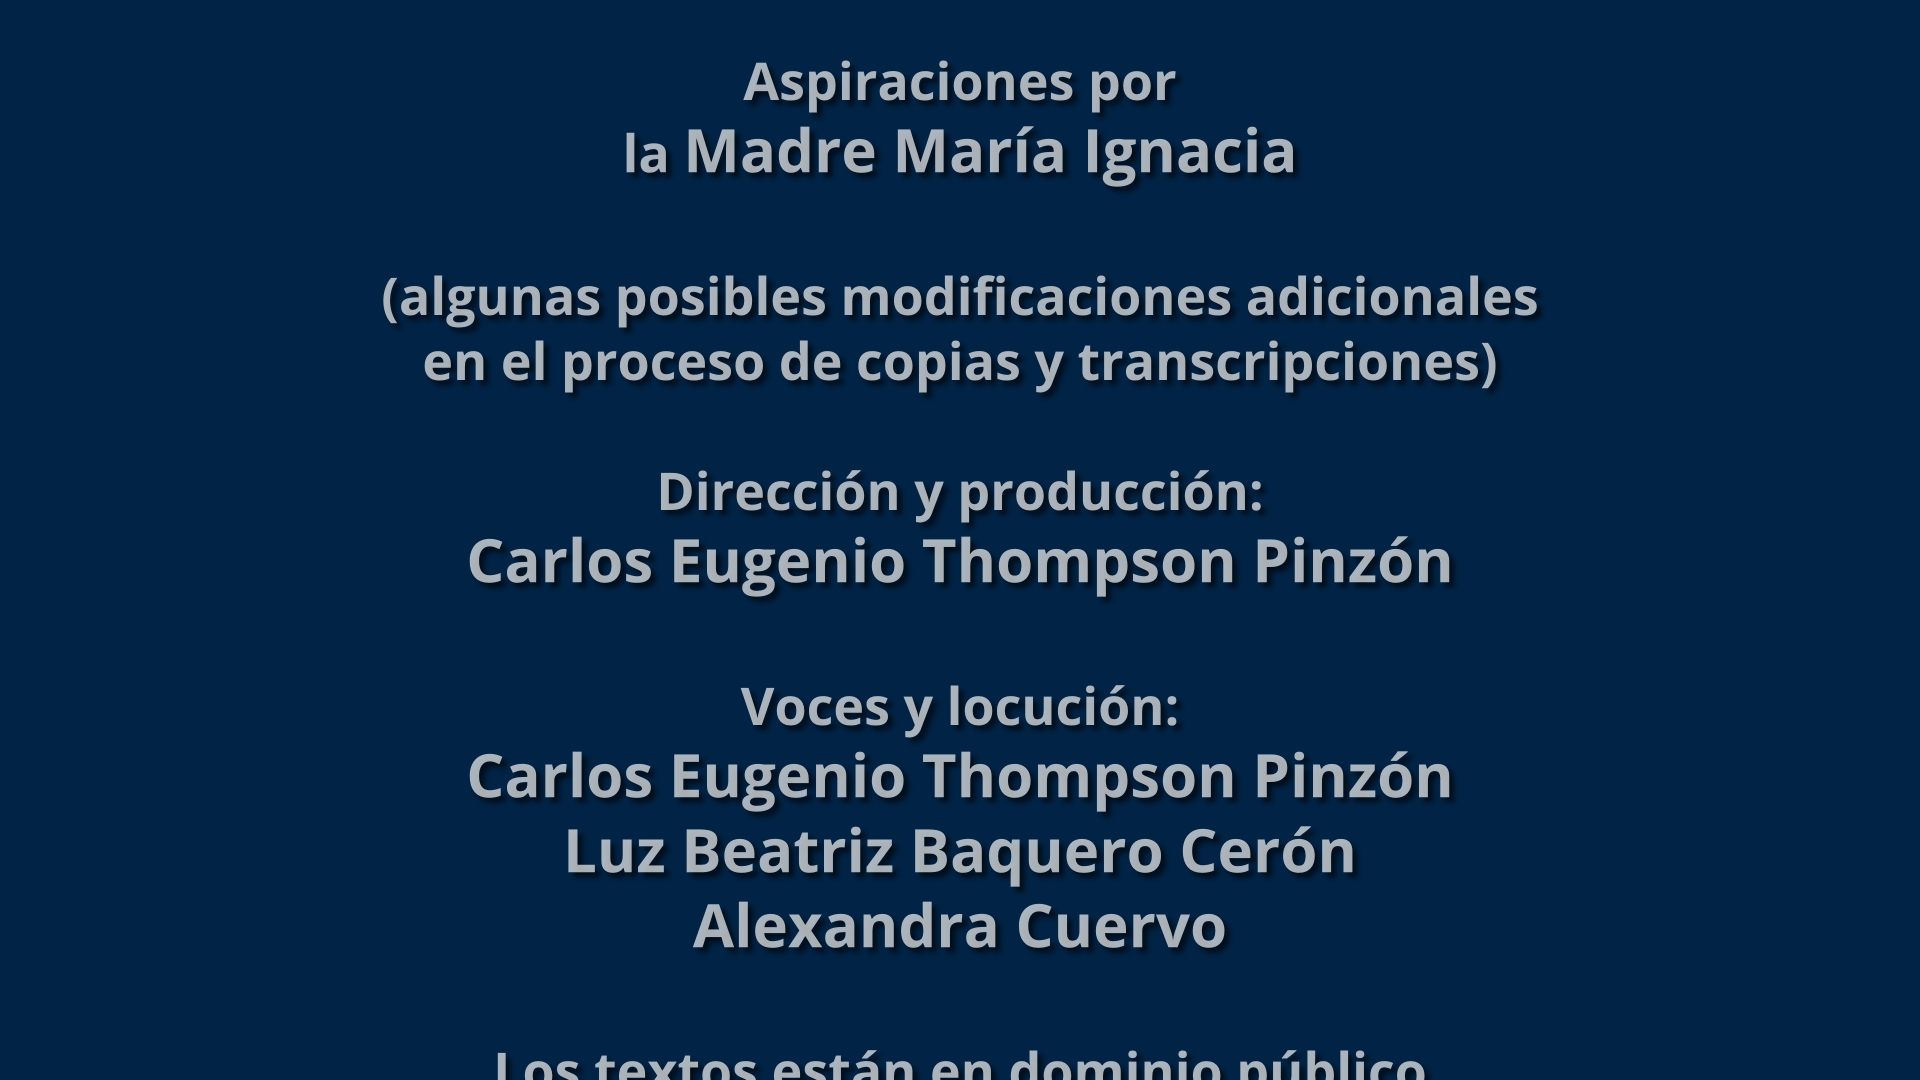 Aspiraciones por
la Madre María Ignacia
(algunas posibles modificaciones adicionales
en el proceso de copias y transcripciones)
Dirección y producción:
Carlos Eugenio Thompson Pinzón
Voces y locución:
Carlos Eugenio Thompson Pinzón
Luz Beatriz Baquero Cerón
Alexandra Cuervo
Los textos están en dominio público